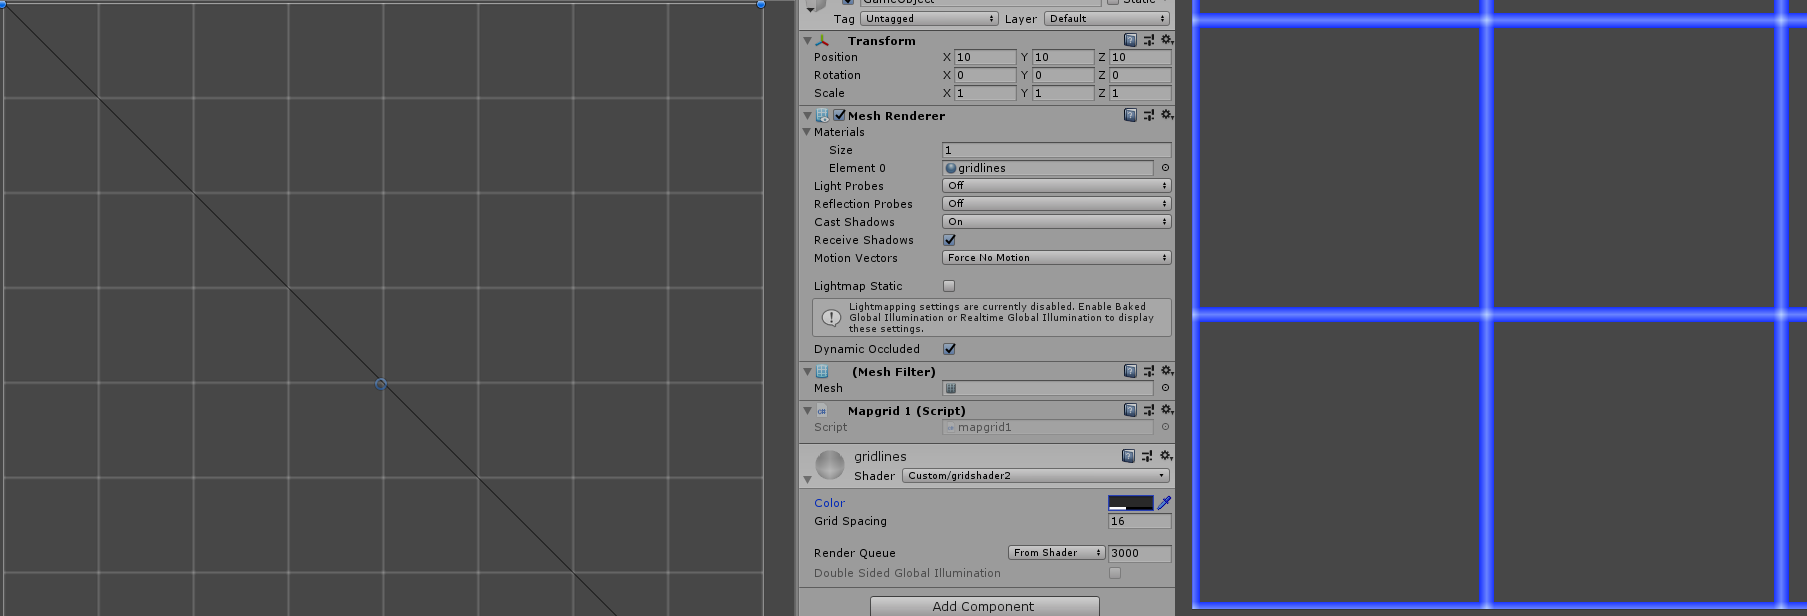 GameObject Static
Tag Untagged Layer Default
Transform
Position X 10 Y 10 Z 10
Rotation X 0 Y 0 Z 0
Scale X 1 Y 1 Z 1
Mesh Renderer
Materials
Size 1
Element 0 gridlines
Light Probes Off
Reflection Probes Off
Cast Shadows On
Receive Shadows
Motion Vectors Force No Motion
Lightmap Static
Lightmapping settings are currently disabled. Enable Baked
Global Illumination or Realtime Global Illumination to display
these settings.
Dynamic Occluded
(Mesh Filter)
Mesh
Mapgrid 1 (Script)
c#
Script mapgrid1
gridlines
Shader Custom/gridshader2
Color
Grid Spacing 16
Render Queue From Shader 3000
Double Sided Global Illumination
Add Component